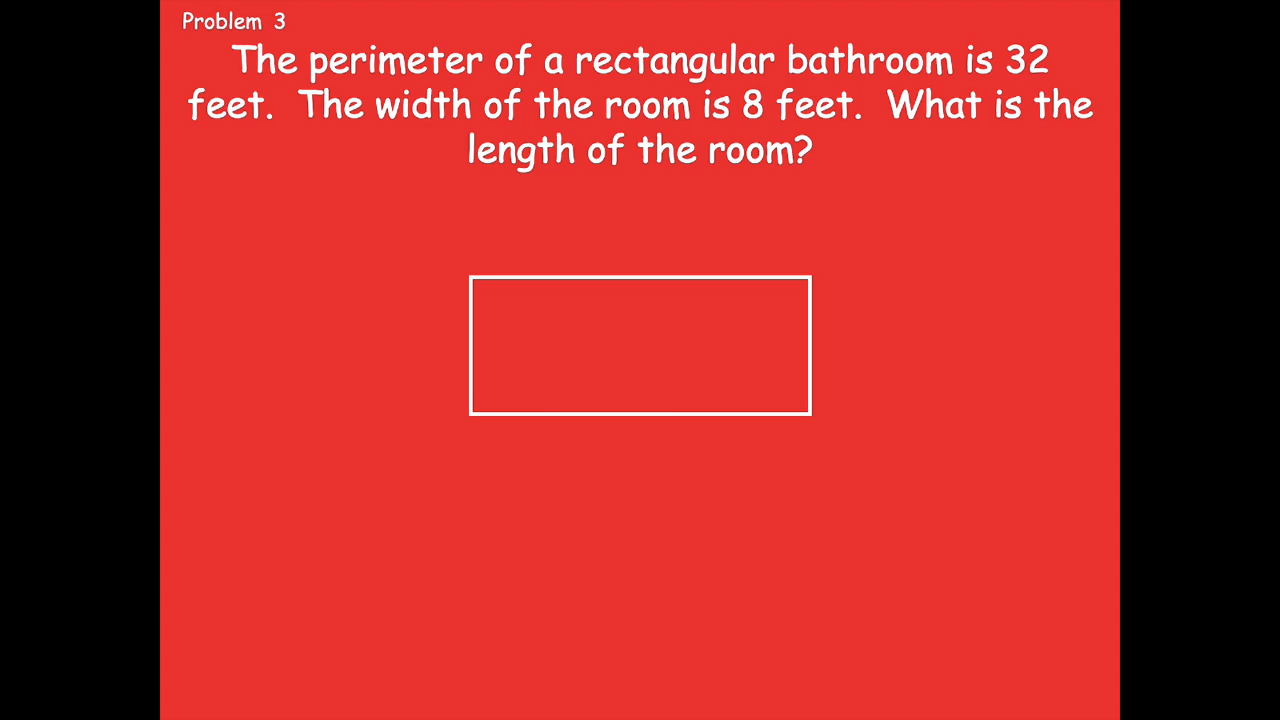 Problem 3
The perimeter of a rectangular bathroom is 32
feet. The width of the room is 8 feet. What is the
length of the room?